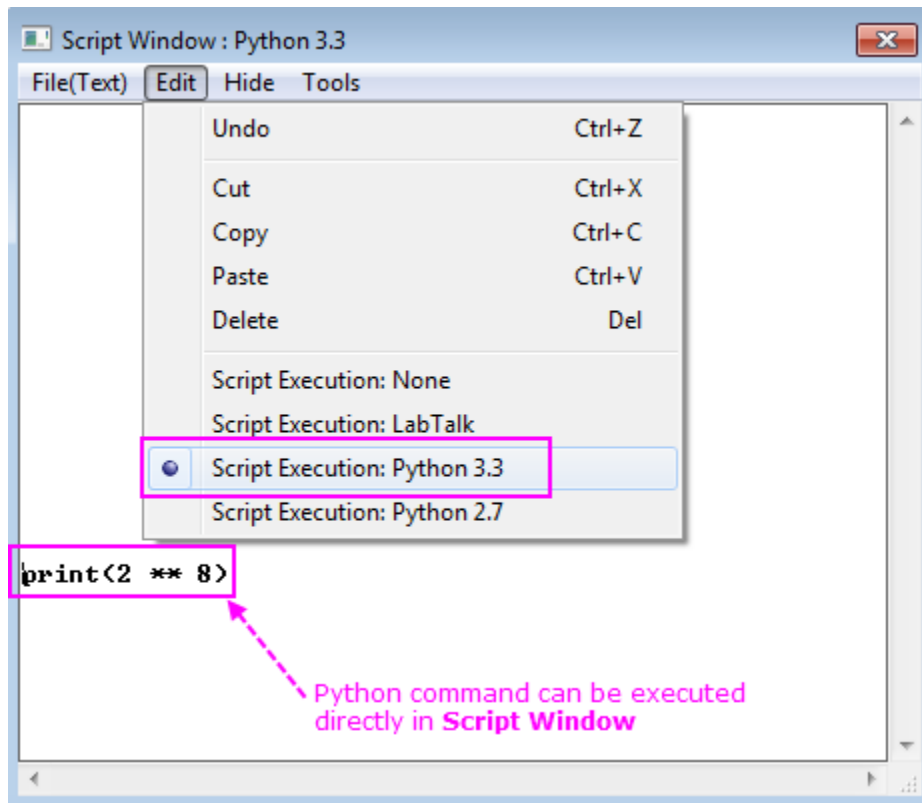 Script Window : Python 3.3
File(Text) Edit Hide Tools
Undo Ctrl+Z
Cut Ctrl+X
Copy Ctrl+C
Paste Ctrl+V
Delete Del
Script Execution: None
Script Execution: LabTalk
Script Execution: Python 3.3
Script Execution: Python 2.7
print(2 ** 8)
Python command can be executed
directly in Script Window